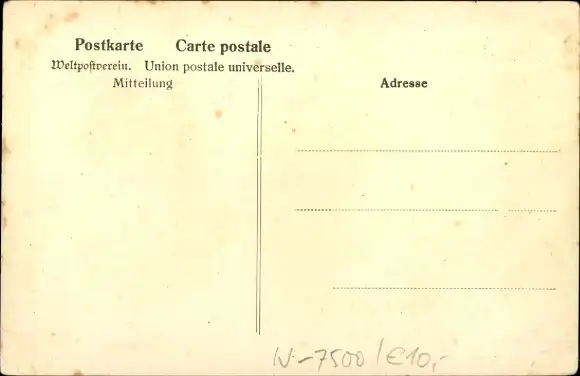 Postkarte Carte postale
Weltpostverein. Union postale universelle.
Mitteilung
Adresse
W-7500/€10,-